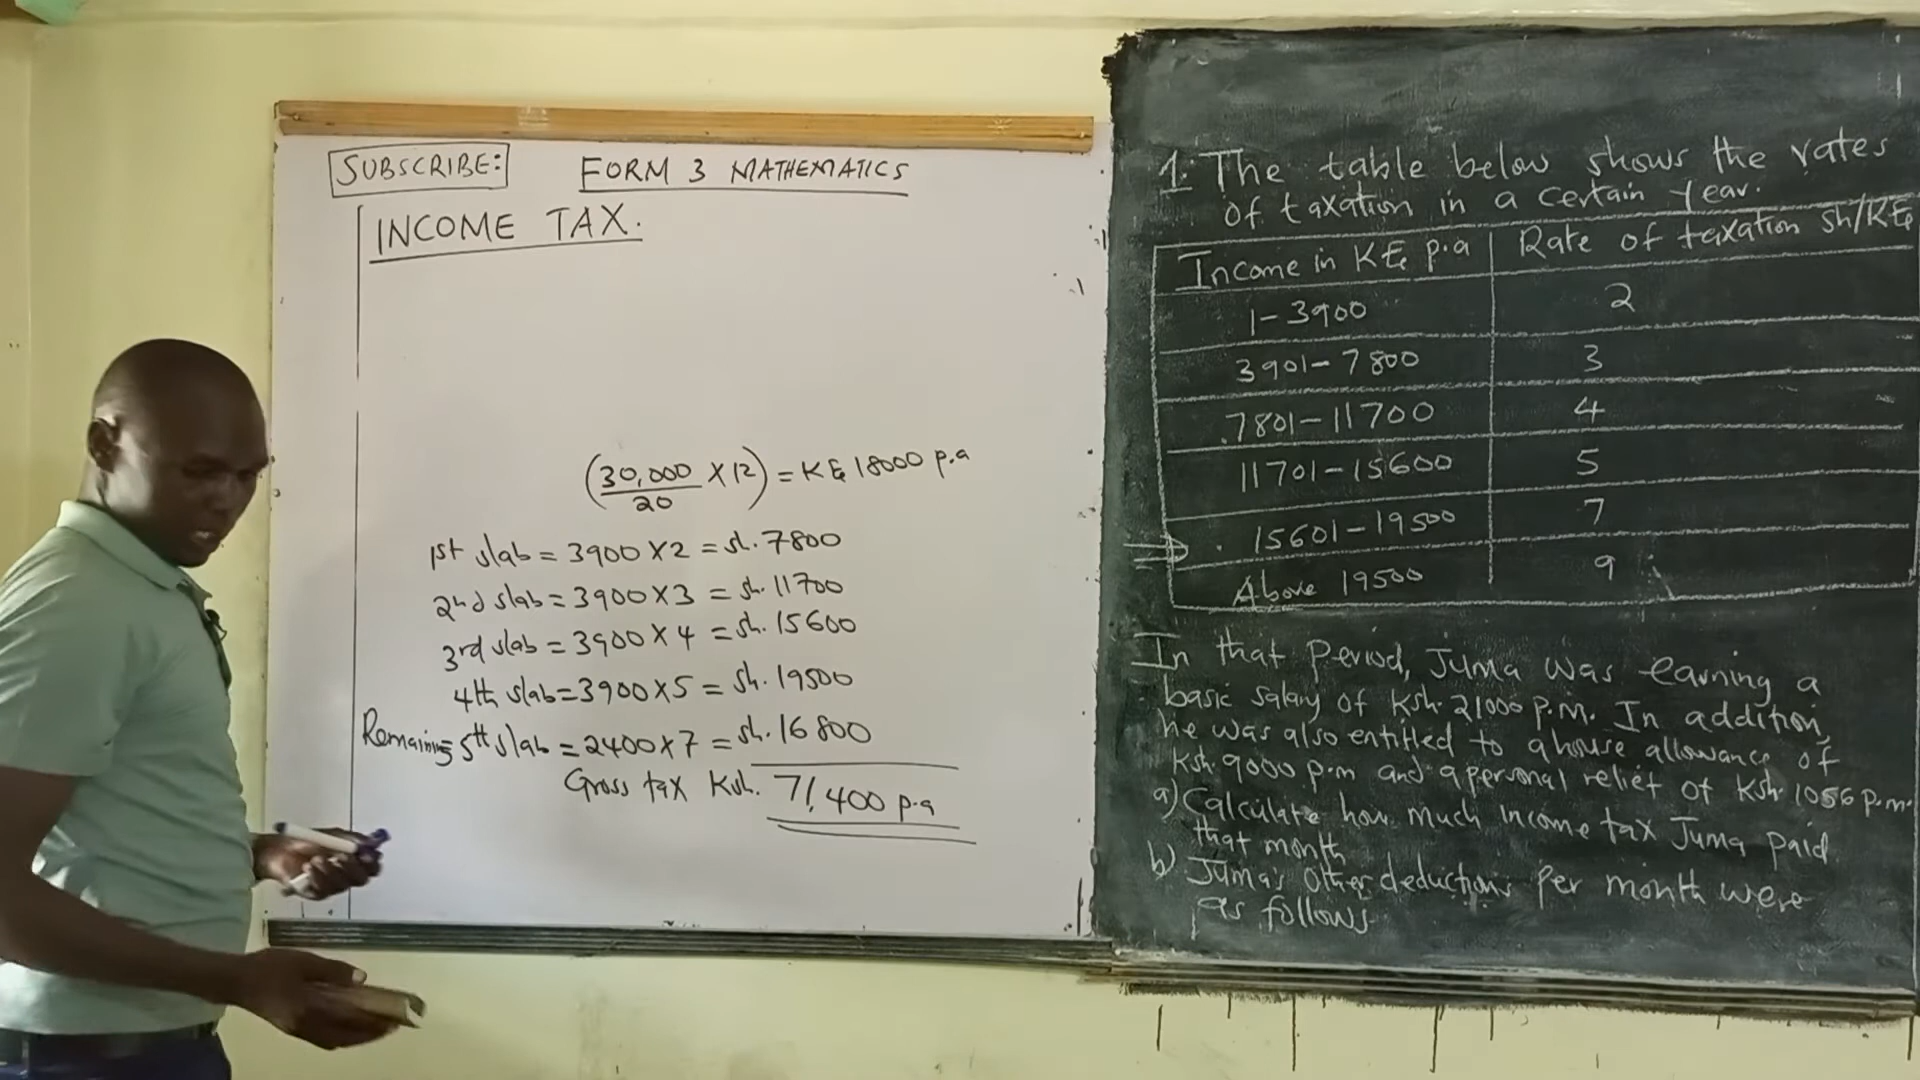 SUBSCRIBE: FORM 3 MATHEMATICS
INCOME TAX.
(30,000/20 X 12) = K£ 18000 p.a
1st slab = 3900 X 2 = sh. 7800
2nd slab = 3900 X 3 = sh. 11700
3rd slab = 3900 X 4 = sh. 15600
4th slab = 3900 X 5 = sh. 19500
Remaining = 5th slab = 2400 X 7 = sh. 16800
Gross tax Ksh. 71,400 p.a
1. The table below shows the rates
of taxation in a certain year.
Income in K£ p.a Rate of taxation sh/K£
1 - 3900 2
3901 - 7800 3
7801 - 11700 4
11701 - 15600 5
15601 - 19500 7
Above 19500 9
In that period, Juma was earning a
basic salary of Ksh. 21000 P.M. In addition,
he was also entitled to a house allowance of
Ksh. 9000 p.m and a personal relief of Ksh. 1056 p.m.
a) Calculate how much income tax Juma paid
that month
b) Juma's other deductions per month were
as follows